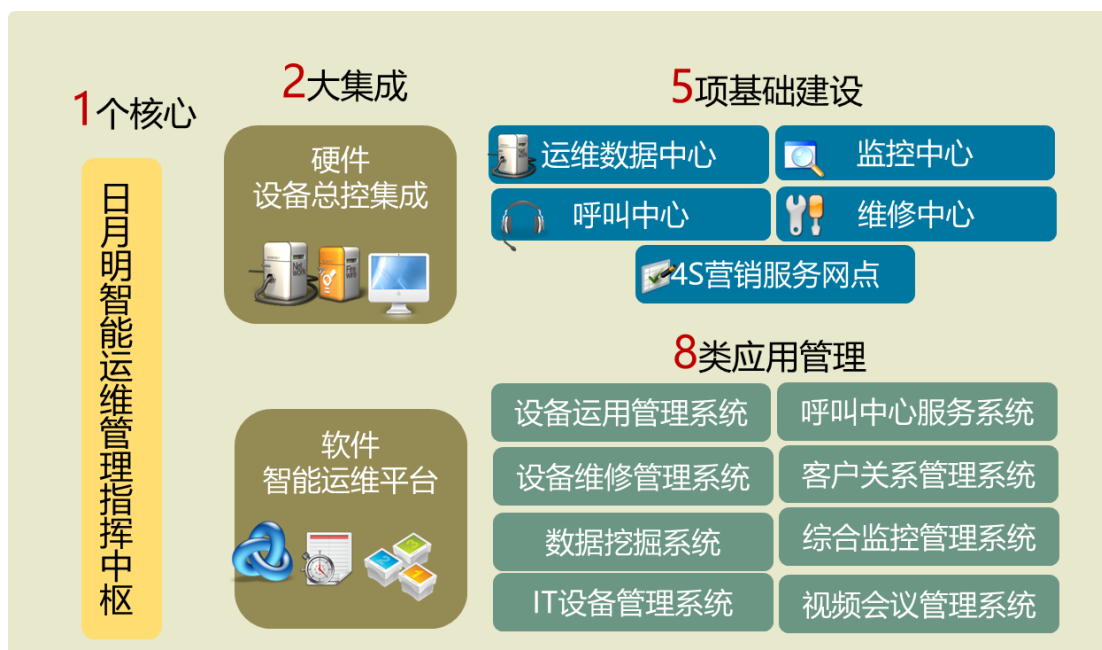 1个核心
日月明智能运维管理指挥中枢
2大集成
硬件
设备总控集成
软件
智能运维平台
5项基础建设
运维数据中心
监控中心
呼叫中心
维修中心
4S营销服务网点
8类应用管理
设备运用管理系统
呼叫中心服务系统
设备维修管理系统
客户关系管理系统
数据挖掘系统
综合监控管理系统
IT设备管理系统
视频会议管理系统